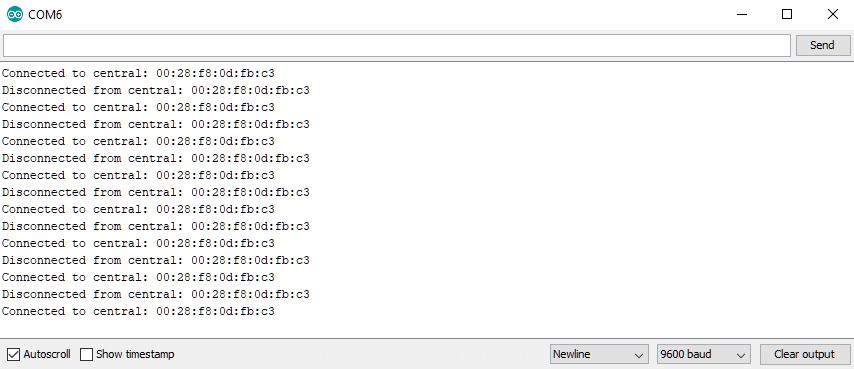 COM6
Send
Connected to central: 00:28:f8:0d:fb:c3
Disconnected from central: 00:28:f8:0d:fb:c3
Connected to central: 00:28:f8:0d:fb:c3
Disconnected from central: 00:28:f8:0d:fb:c3
Connected to central: 00:28:f8:0d:fb:c3
Disconnected from central: 00:28:f8:0d:fb:c3
Connected to central: 00:28:f8:0d:fb:c3
Disconnected from central: 00:28:f8:0d:fb:c3
Connected to central: 00:28:f8:0d:fb:c3
Disconnected from central: 00:28:f8:0d:fb:c3
Connected to central: 00:28:f8:0d:fb:c3
Disconnected from central: 00:28:f8:0d:fb:c3
Connected to central: 00:28:f8:0d:fb:c3
Disconnected from central: 00:28:f8:0d:fb:c3
Connected to central: 00:28:f8:0d:fb:c3
Autoscroll Show timestamp Newline 9600 baud Clear output